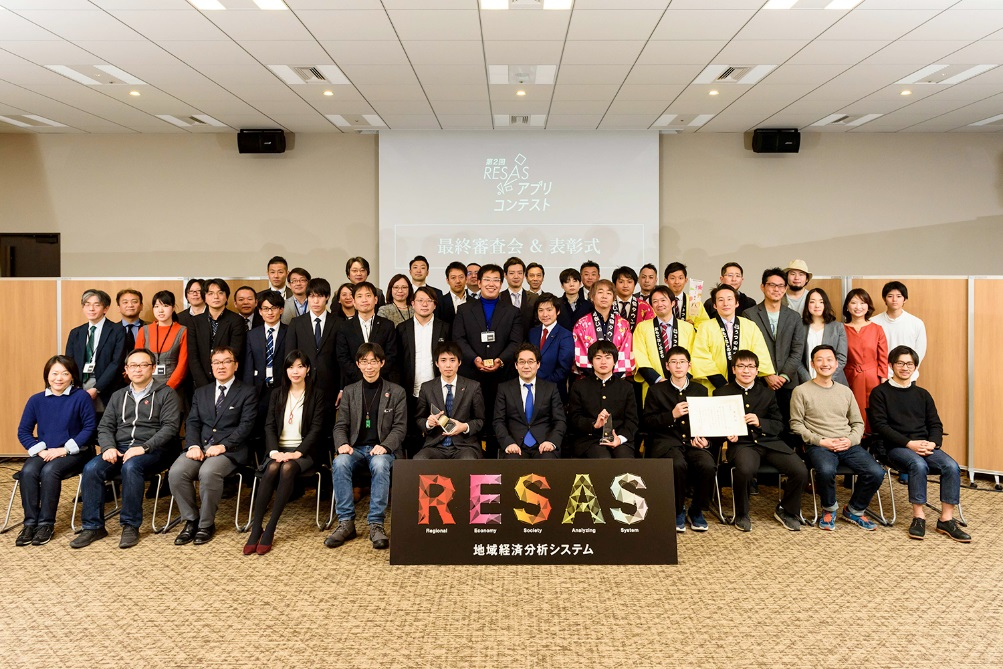 第2回
RESAS
アプリ
コンテスト
最終審査会 & 表彰式
RESAS
Regional Economy Society Analyzing System
地域経済分析システム